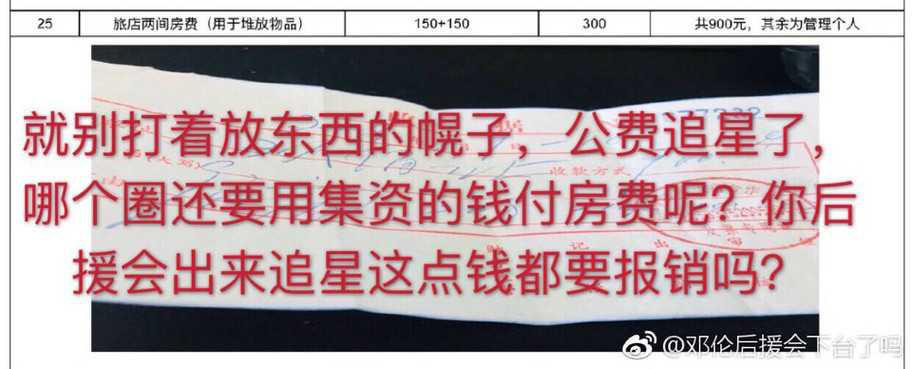 25 旅店两间房费（用于堆放物品） 150+150 300 共900元，其余为管理个人
就别打着放东西的幌子，公费追星了，
哪个圈还要用集资的钱付房费呢？你后
援会出来追星这点钱都要报销吗？
收款方式
@邓伦后援会下台了吗